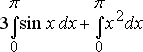 3∫₀^π sin x dx + ∫₀^π x² dx